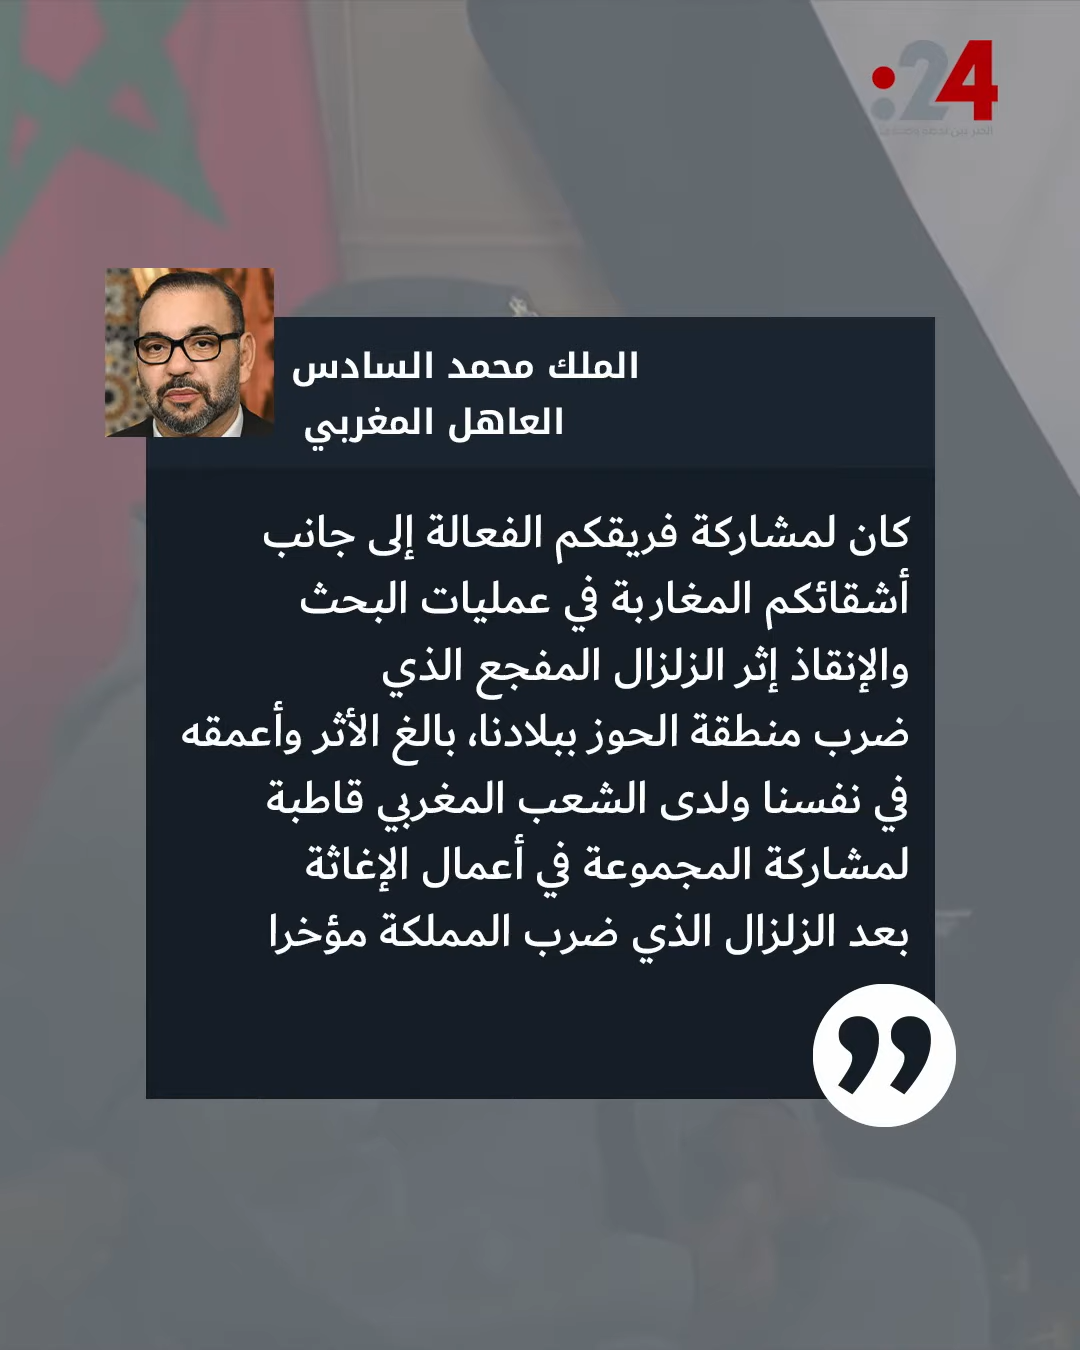 :24
الملك محمد السادس
العاهل المغربي
كان لمشاركة فريقكم الفعالة إلى جانب
أشقائكم المغاربة في عمليات البحث
والإنقاذ إثر الزلزال المفجع الذي
ضرب منطقة الحوز ببلادنا، بالغ الأثر وأعمقه
في نفسنا ولدى الشعب المغربي قاطبة
لمشاركة المجموعة في أعمال الإغاثة
بعد الزلزال الذي ضرب المملكة مؤخرا